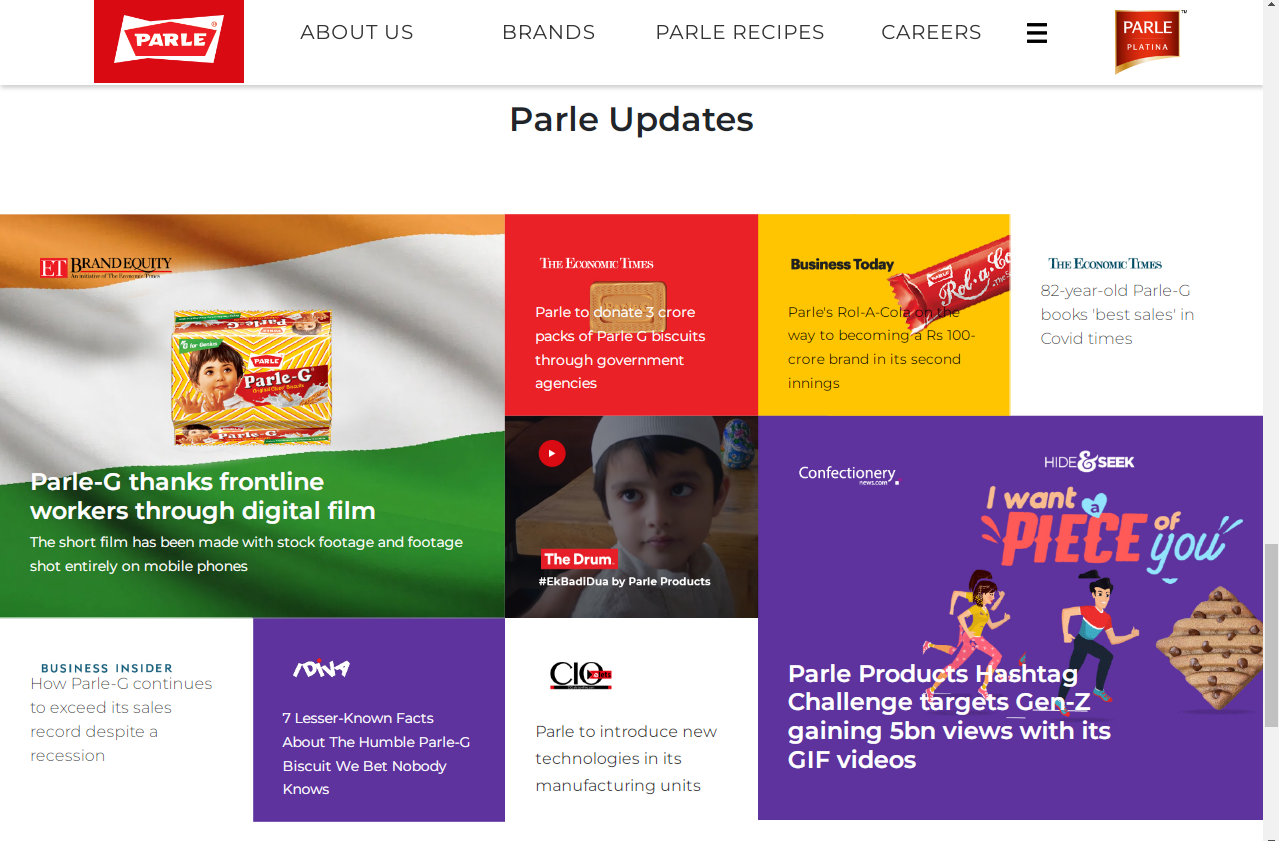 PARLE
®
ABOUT US
BRANDS
PARLE RECIPES
CAREERS
PARLE
PLATINA
™
Parle Updates
ET BRANDEQUITY
An initiative of The Economic Times
G for Genius
PARLE
Parle-G
Original Gluco Biscuits
Parle-G
Parle-G thanks frontline
workers through digital film
The short film has been made with stock footage and footage
shot entirely on mobile phones
THE ECONOMIC TIMES
Parle to donate 3 crore
packs of Parle G biscuits
through government
agencies
Business Today
PARLE
Rol.a.Co
Parle's Rol-A-Cola on the
way to becoming a Rs 100-
crore brand in its second
innings
THE ECONOMIC TIMES
82-year-old Parle-G
books 'best sales' in
Covid times
The Drum.
#EkBadiDua by Parle Products
Confectionery
news.com
HIDE & SEEK
I want a
PIECE of
you
Parle Products Hashtag
Challenge targets Gen-Z
gaining 5bn views with its
GIF videos
BUSINESS INSIDER
How Parle-G continues
to exceed its sales
record despite a
recession
iDIVA
7 Lesser-Known Facts
About The Humble Parle-G
Biscuit We Bet Nobody
Knows
CIO
Parle to introduce new
technologies in its
manufacturing units